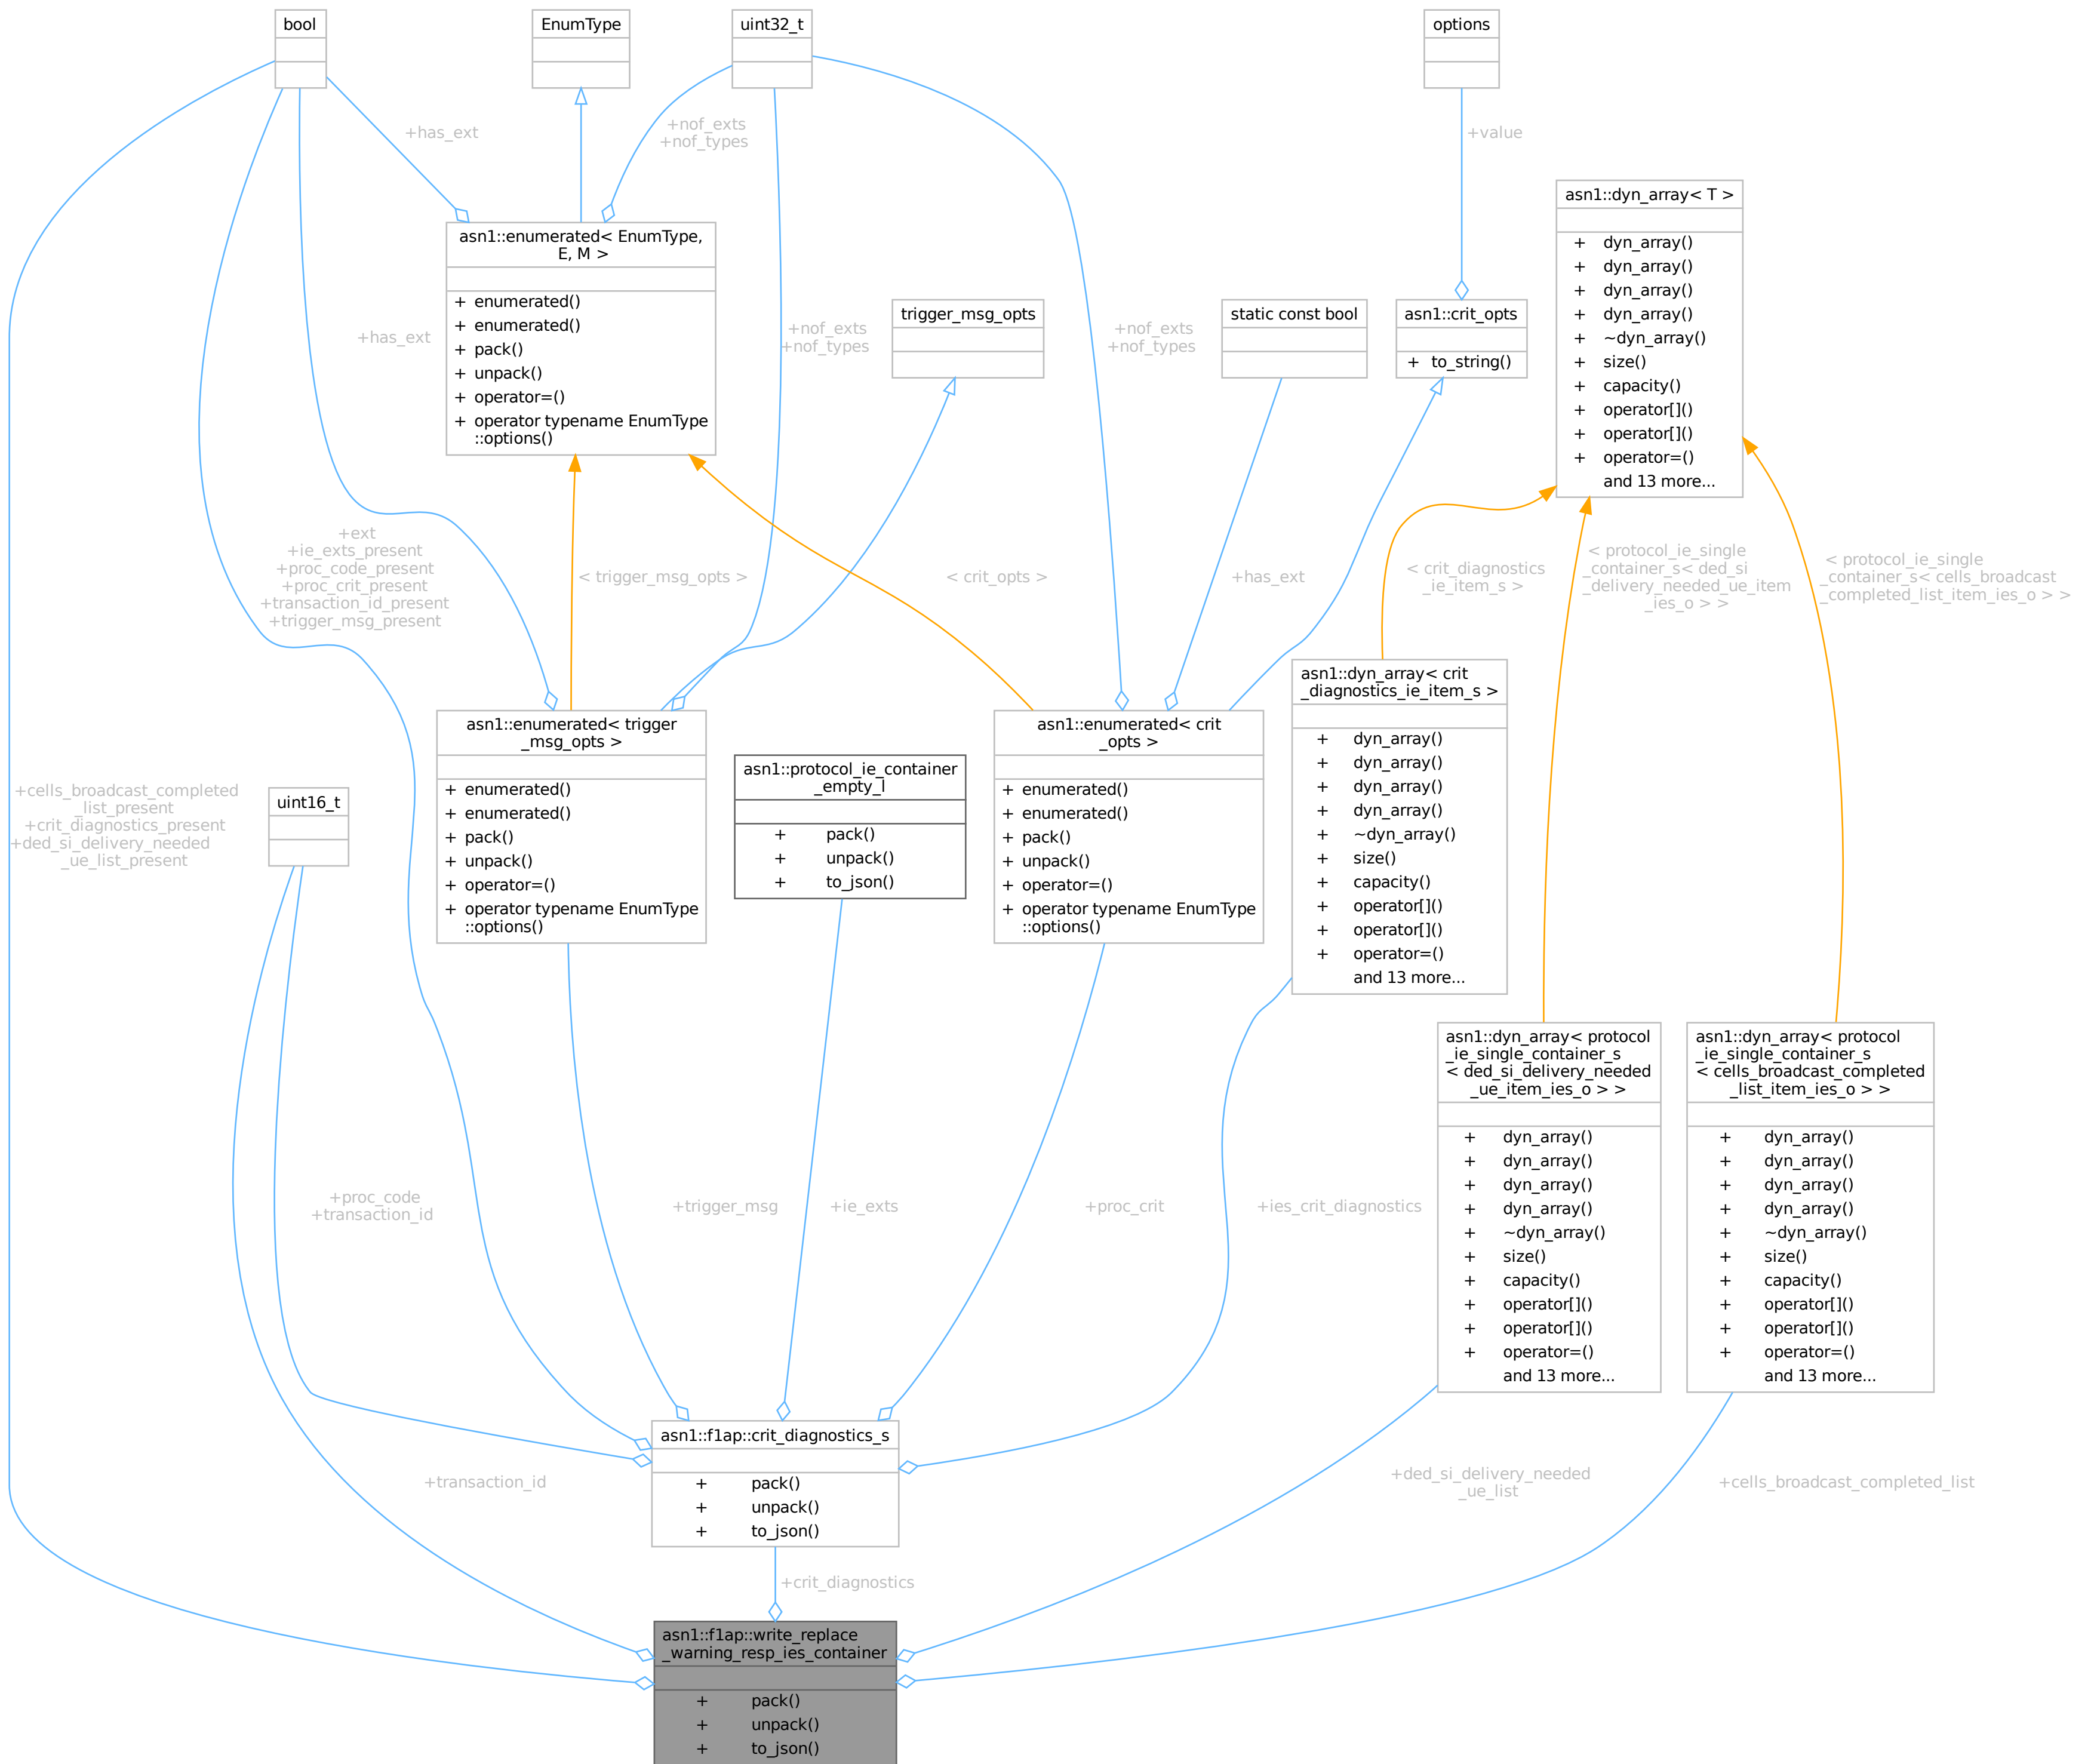 bool
EnumType
uint32_t
options
+has_ext
+nof_exts
+nof_types
+value
asn1::dyn_array< T >
+ dyn_array()
+ dyn_array()
+ dyn_array()
+ dyn_array()
+ ~dyn_array()
+ size()
+ capacity()
+ operator[]()
+ operator[]()
+ operator=()
and 13 more...
asn1::enumerated< EnumType,
E, M >
+ enumerated()
+ enumerated()
+ pack()
+ unpack()
+ operator=()
+ operator typename EnumType
::options()
trigger_msg_opts
static const bool
asn1::crit_opts
+ to_string()
+has_ext
+nof_exts
+nof_types
+nof_exts
+nof_types
+ext
+ie_exts_present
+proc_code_present
+proc_crit_present
+transaction_id_present
+trigger_msg_present
< trigger_msg_opts >
< crit_opts >
+has_ext
< crit_diagnostics
_ie_item_s >
< protocol_ie_single
_container_s< ded_si
_delivery_needed_ue_item
_ies_o > >
< protocol_ie_single
_container_s< cells_broadcast
_completed_list_item_ies_o > >
asn1::dyn_array< crit
_diagnostics_ie_item_s >
+ dyn_array()
+ dyn_array()
+ dyn_array()
+ dyn_array()
+ ~dyn_array()
+ size()
+ capacity()
+ operator[]()
+ operator[]()
+ operator=()
and 13 more...
asn1::enumerated< trigger
_msg_opts >
+ enumerated()
+ enumerated()
+ pack()
+ unpack()
+ operator=()
+ operator typename EnumType
::options()
asn1::protocol_ie_container
_empty_l
+ pack()
+ unpack()
+ to_json()
asn1::enumerated< crit
_opts >
+ enumerated()
+ enumerated()
+ pack()
+ unpack()
+ operator=()
+ operator typename EnumType
::options()
+cells_broadcast_completed
_list_present
+crit_diagnostics_present
+ded_si_delivery_needed
_ue_list_present
uint16_t
asn1::dyn_array< protocol
_ie_single_container_s
< ded_si_delivery_needed
_ue_item_ies_o > >
+ dyn_array()
+ dyn_array()
+ dyn_array()
+ dyn_array()
+ ~dyn_array()
+ size()
+ capacity()
+ operator[]()
+ operator[]()
+ operator=()
and 13 more...
asn1::dyn_array< protocol
_ie_single_container_s
< cells_broadcast_completed
_list_item_ies_o > >
+ dyn_array()
+ dyn_array()
+ dyn_array()
+ dyn_array()
+ ~dyn_array()
+ size()
+ capacity()
+ operator[]()
+ operator[]()
+ operator=()
and 13 more...
+proc_code
+transaction_id
+trigger_msg
+ie_exts
+proc_crit
+ies_crit_diagnostics
asn1::f1ap::crit_diagnostics_s
+ pack()
+ unpack()
+ to_json()
+transaction_id
+ded_si_delivery_needed
_ue_list
+cells_broadcast_completed_list
+crit_diagnostics
asn1::f1ap::write_replace
_warning_resp_ies_container
+ pack()
+ unpack()
+ to_json()